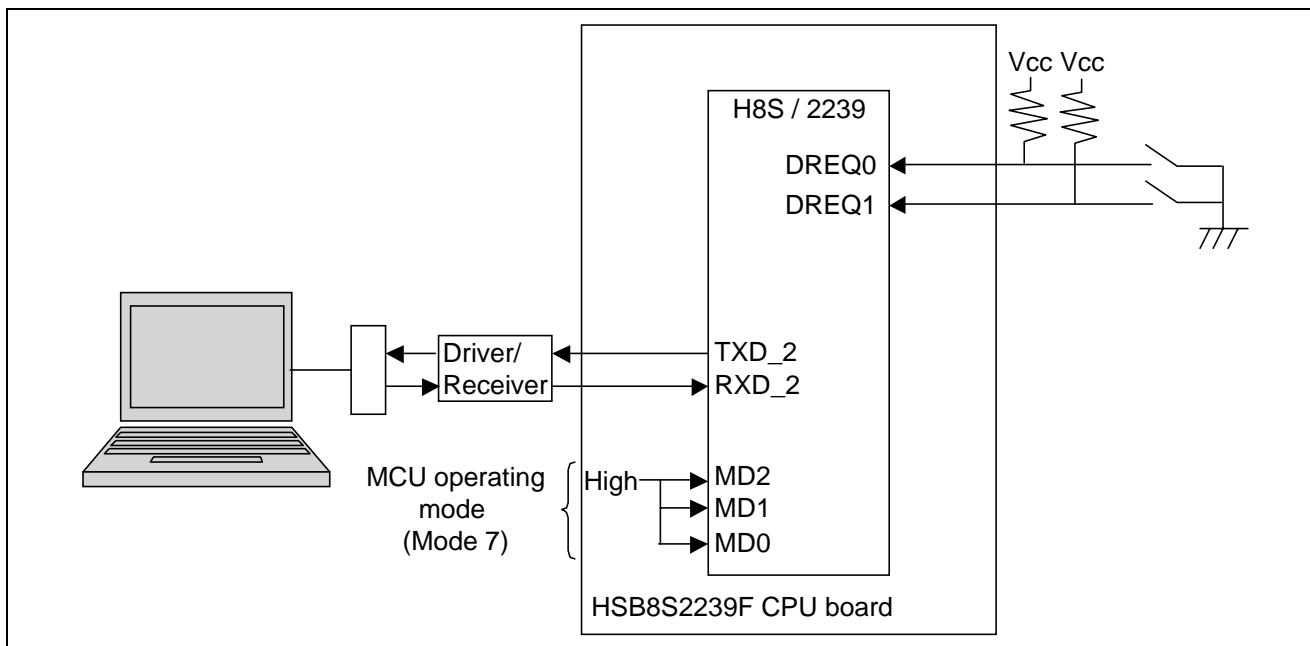 Vcc Vcc
H8S / 2239
DREQ0
DREQ1
TXD_2
RXD_2
Driver/
Receiver
MCU operating
mode
(Mode 7)
High
MD2
MD1
MD0
HSB8S2239F CPU board